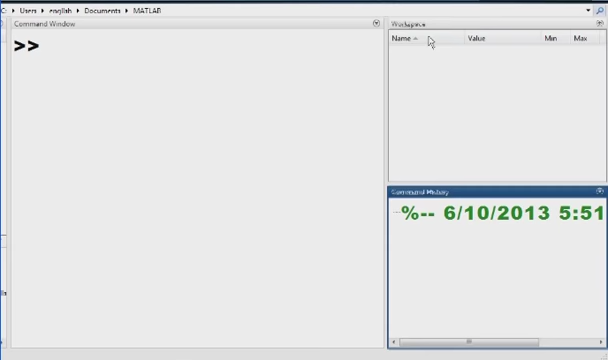 C: ▸ Users ▸ english ▸ Documents ▸ MATLAB
Command Window
>>
Workspace
Name Value Min Max
Command History
%-- 6/10/2013 5:51